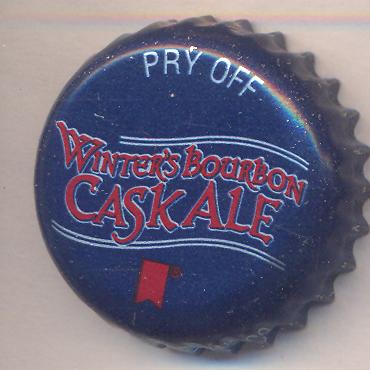 PRY OFF
WINTER'S BOURBON
CASK ALE
®